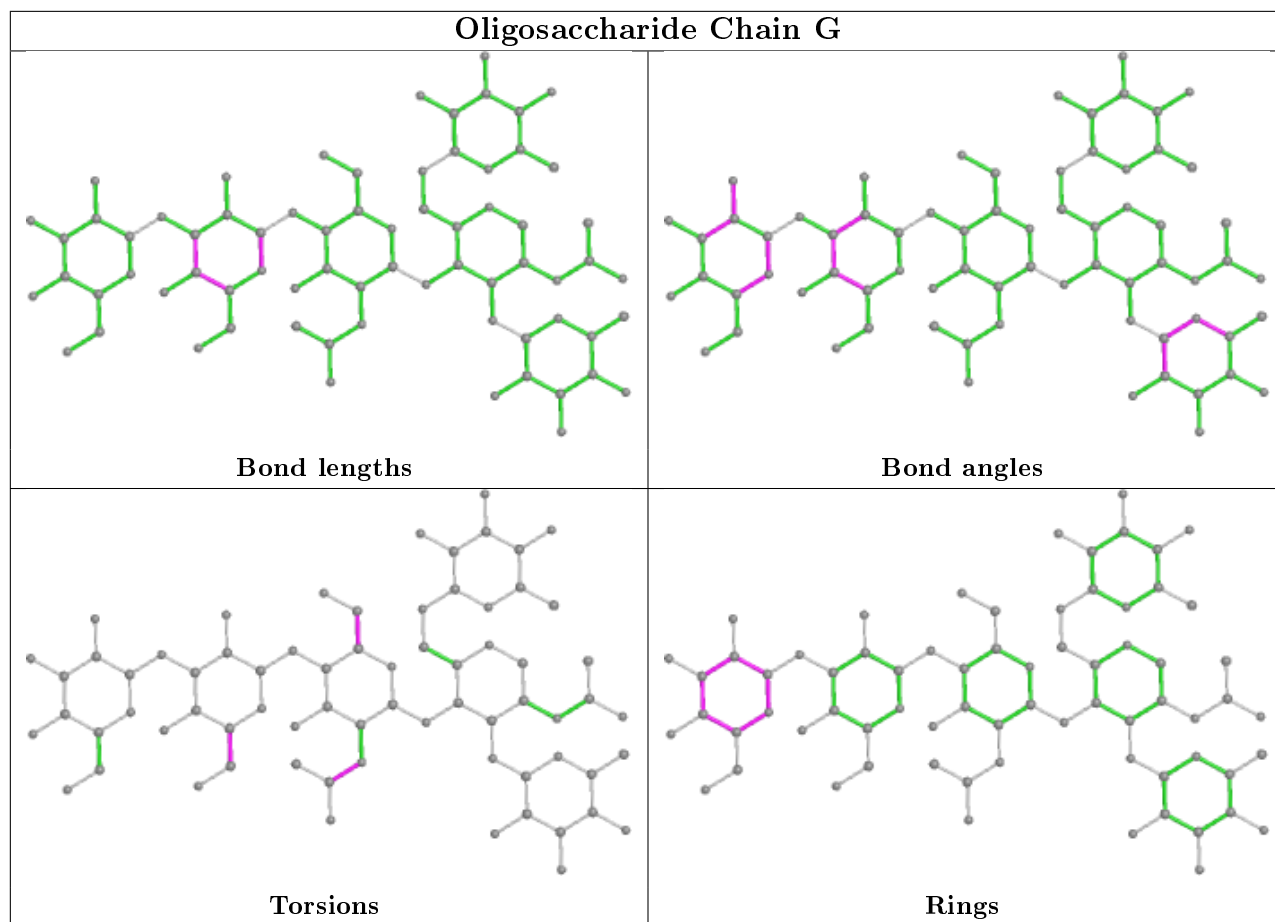 Oligosaccharide Chain G
Bond lengths
Bond angles
Torsions
Rings